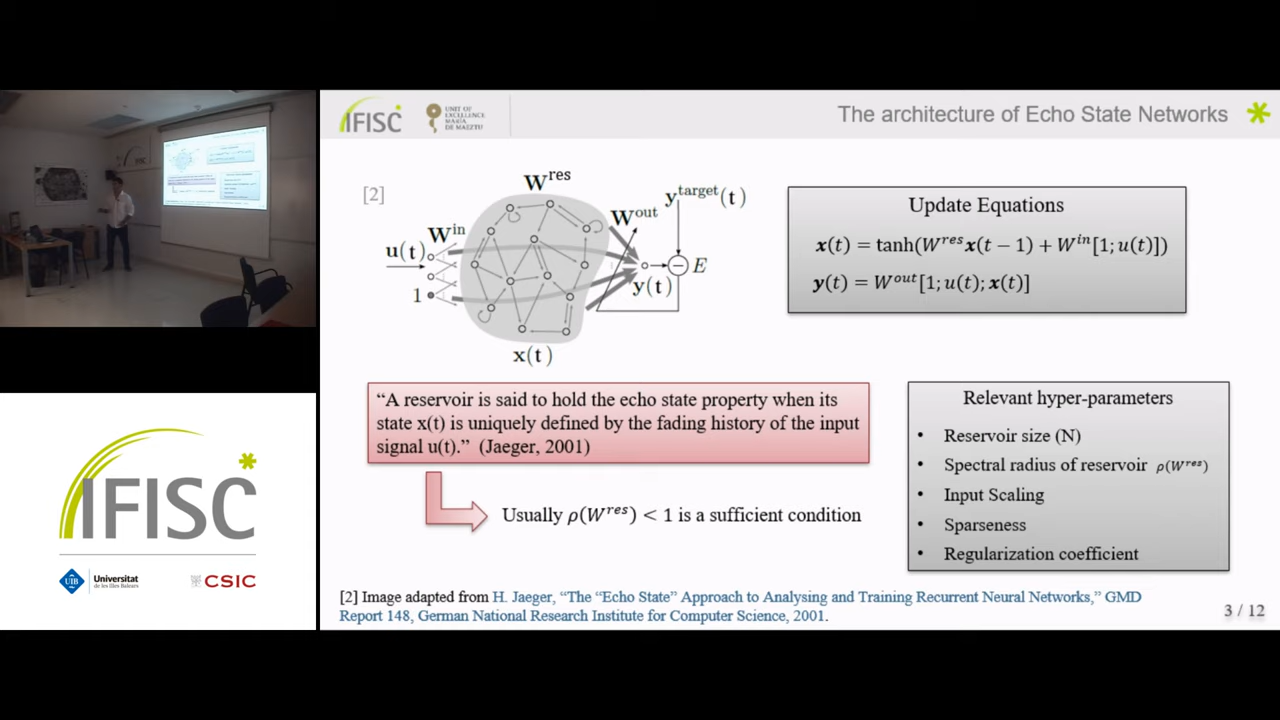 IFISC
UNIT OF
EXCELLENCE
MARÍA
DE MAEZTU
The architecture of Echo State Networks
[2]
W^res
y^target(t)
W^out
W^in
u(t)
E
y(t)
1
x(t)
Update Equations
x(t) = tanh(W^res x(t − 1) + W^in[1; u(t)])
y(t) = W^out[1; u(t); x(t)]
“A reservoir is said to hold the echo state property when its
state x(t) is uniquely defined by the fading history of the input
signal u(t).” (Jaeger, 2001)
Usually ρ(W^res) < 1 is a sufficient condition
Relevant hyper-parameters
• Reservoir size (N)
• Spectral radius of reservoir ρ(W^res)
• Input Scaling
• Sparseness
• Regularization coefficient
[2] Image adapted from H. Jaeger, “The “Echo State” Approach to Analysing and Training Recurrent Neural Networks,” GMD
Report 148, German National Research Institute for Computer Science, 2001.
3 / 12
IFISC
UIB
Universitat
de les Illes Balears
CSIC